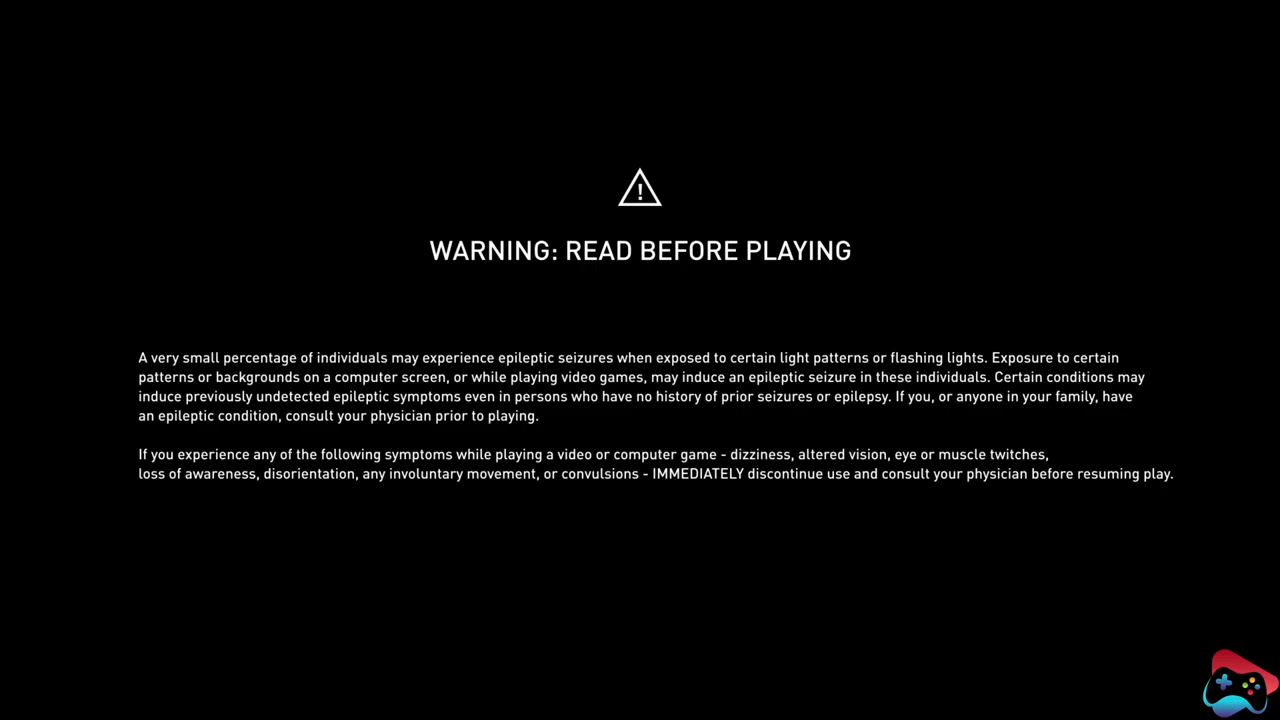 WARNING: READ BEFORE PLAYING
A very small percentage of individuals may experience epileptic seizures when exposed to certain light patterns or flashing lights. Exposure to certain
patterns or backgrounds on a computer screen, or while playing video games, may induce an epileptic seizure in these individuals. Certain conditions may
induce previously undetected epileptic symptoms even in persons who have no history of prior seizures or epilepsy. If you, or anyone in your family, have
an epileptic condition, consult your physician prior to playing.
If you experience any of the following symptoms while playing a video or computer game - dizziness, altered vision, eye or muscle twitches,
loss of awareness, disorientation, any involuntary movement, or convulsions - IMMEDIATELY discontinue use and consult your physician before resuming play.